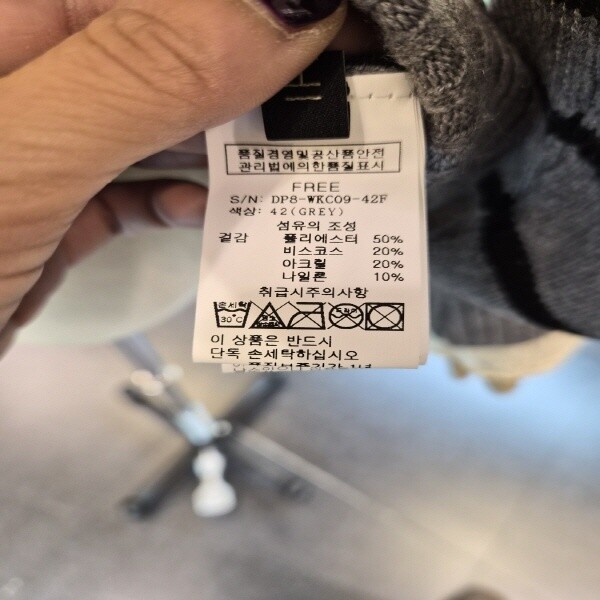 품질경영및공산품안전
관리법에의한품질표시
FREE
S/N: DP8-WKC09-42F
색상: 42(GREY)
섬유의 조성
겉감 폴리에스터 50%
비스코스 20%
아크릴 20%
나일론 10%
취급시주의사항
손세탁
30℃
이 상품은 반드시
단독 손세탁하십시오